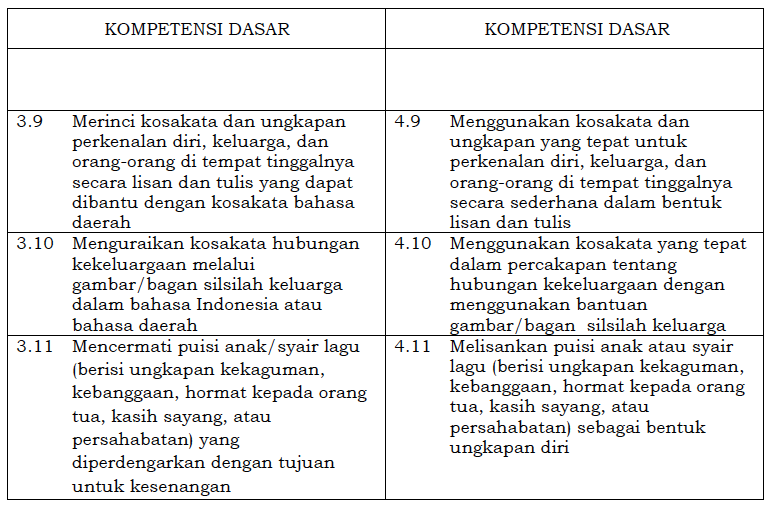 KOMPETENSI DASAR
KOMPETENSI DASAR
3.9 Merinci kosakata dan ungkapan
perkenalan diri, keluarga, dan
orang-orang di tempat tinggalnya
secara lisan dan tulis yang dapat
dibantu dengan kosakata bahasa
daerah
4.9 Menggunakan kosakata dan
ungkapan yang tepat untuk
perkenalan diri, keluarga, dan
orang-orang di tempat tinggalnya
secara sederhana dalam bentuk
lisan dan tulis
3.10 Menguraikan kosakata hubungan
kekeluargaan melalui
gambar/bagan silsilah keluarga
dalam bahasa Indonesia atau
bahasa daerah
4.10 Menggunakan kosakata yang tepat
dalam percakapan tentang
hubungan kekeluargaan dengan
menggunakan bantuan
gambar/bagan silsilah keluarga
3.11 Mencermati puisi anak/syair lagu
(berisi ungkapan kekaguman,
kebanggaan, hormat kepada orang
tua, kasih sayang, atau
persahabatan) yang
diperdengarkan dengan tujuan
untuk kesenangan
4.11 Melisankan puisi anak atau syair
lagu (berisi ungkapan kekaguman,
kebanggaan, hormat kepada orang
tua, kasih sayang, atau
persahabatan) sebagai bentuk
ungkapan diri